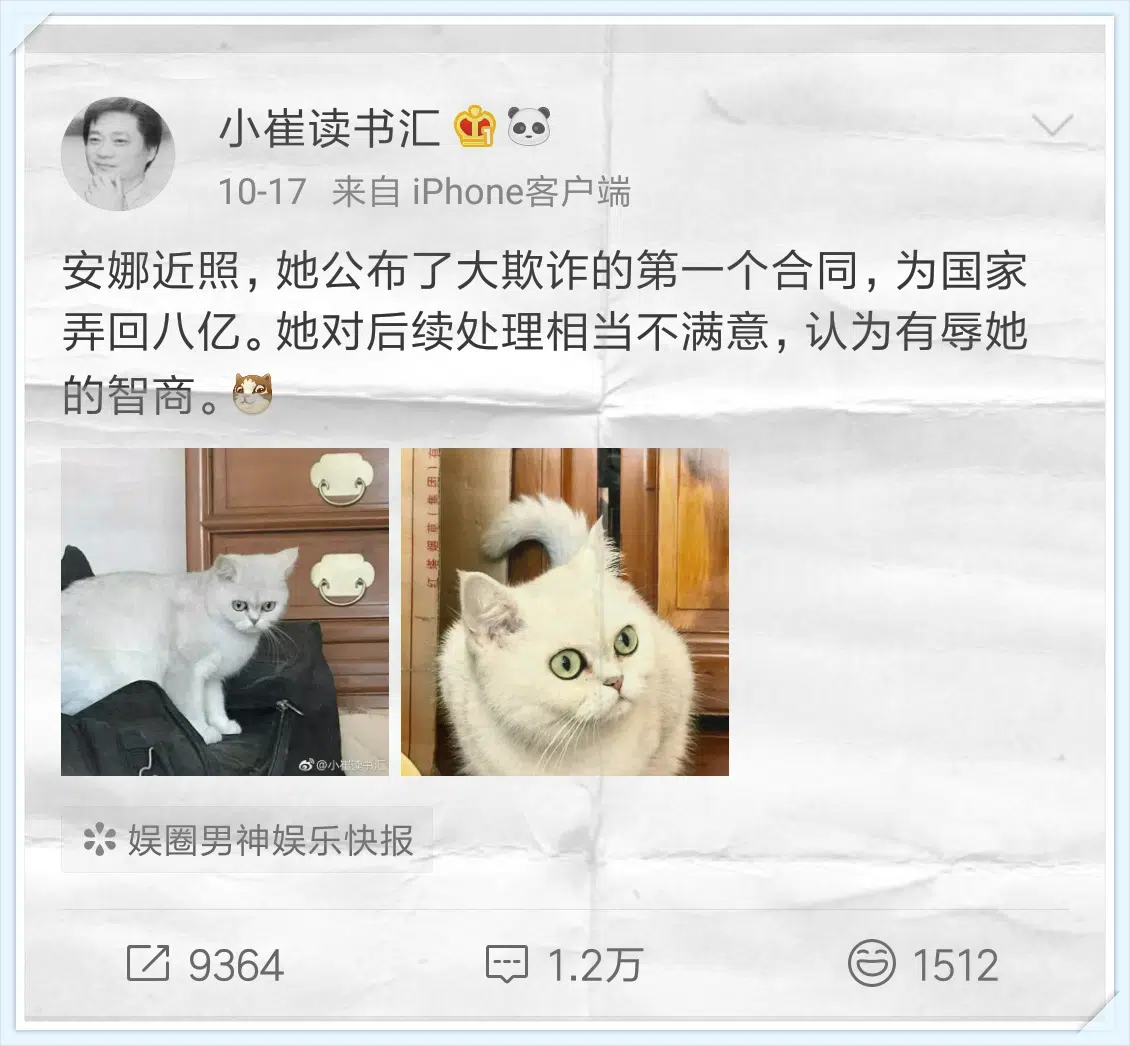 小崔读书汇
10-17 来自 iPhone客户端
安娜近照，她公布了大欺诈的第一个合同，为国家
弄回八亿。她对后续处理相当不满意，认为有辱她
的智商。
@小崔读书汇
娱圈男神娱乐快报
9364
1.2万
1512